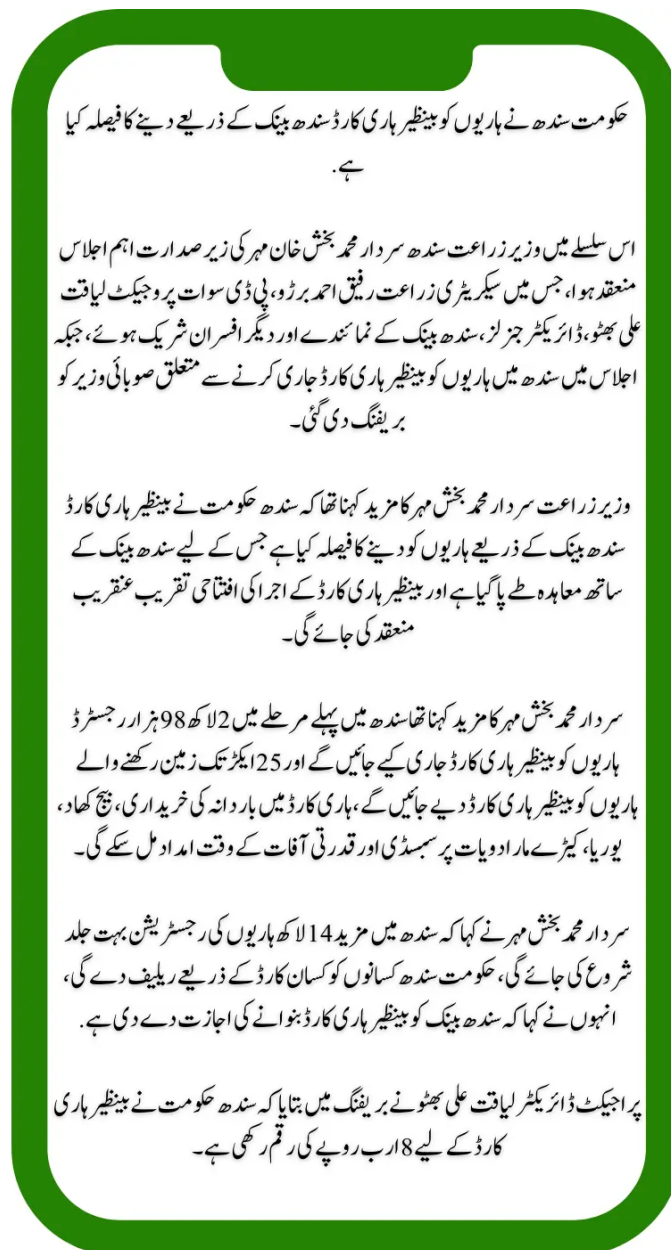 حکومت سندھ نے ہاریوں کو بینظیر ہاری کارڈ سندھ بینک کے ذریعے دینے کا فیصلہ کیا
ہے.
اس سلسلے میں وزیر زراعت سندھ سردار محمد بخش خان مہر کی زیر صدارت اہم اجلاس
منعقد ہوا، جس میں سیکریٹری زراعت رفیق احمد برڑو، پی ڈی سوات پروجیکٹ لیاقت
علی بھٹو، ڈائریکٹر جنرلز، سندھ بینک کے نمائندے اور دیگر افسران شریک ہوئے، جبکہ
اجلاس میں سندھ میں ہاریوں کو بینظیر ہاری کارڈ جاری کرنے سے متعلق صوبائی وزیر کو
بریفنگ دی گئی۔
وزیر زراعت سردار محمد بخش مہر کا مزید کہنا تھا کہ سندھ حکومت نے بینظیر ہاری کارڈ
سندھ بینک کے ذریعے ہاریوں کو دینے کا فیصلہ کیا ہے جس کے لیے سندھ بینک کے
ساتھ معاہدہ طے پا گیا ہے اور بینظیر ہاری کارڈ کے اجرا کی افتتاحی تقریب عنقریب
منعقد کی جائے گی۔
سردار محمد بخش مہر کا مزید کہنا تھا سندھ میں پہلے مرحلے میں 2 لاکھ 98 ہزار رجسٹرڈ
ہاریوں کو بینظیر ہاری کارڈ جاری کیے جائیں گے اور 25 ایکڑ تک زمین رکھنے والے
ہاریوں کو بینظیر ہاری کارڈ دیے جائیں گے، ہاری کارڈ میں باردانہ کی خریداری، بیج کھاد،
یوریا، کیڑے مار ادویات پر سبسڈی اور قدرتی آفات کے وقت امداد مل سکے گی۔
سردار محمد بخش مہر نے کہا کہ سندھ میں مزید 14 لاکھ ہاریوں کی رجسٹریشن بہت جلد
شروع کی جائے گی، حکومت سندھ کسانوں کو کسان کارڈ کے ذریعے ریلیف دے گی،
انہوں نے کہا کہ سندھ بینک کو بینظیر ہاری کارڈ بنوانے کی اجازت دے دی ہے.
پراجیکٹ ڈائریکٹر لیاقت علی بھٹو نے بریفنگ میں بتایا کہ سندھ حکومت نے بینظیر ہاری
کارڈ کے لیے 8 ارب روپے کی رقم رکھی ہے۔